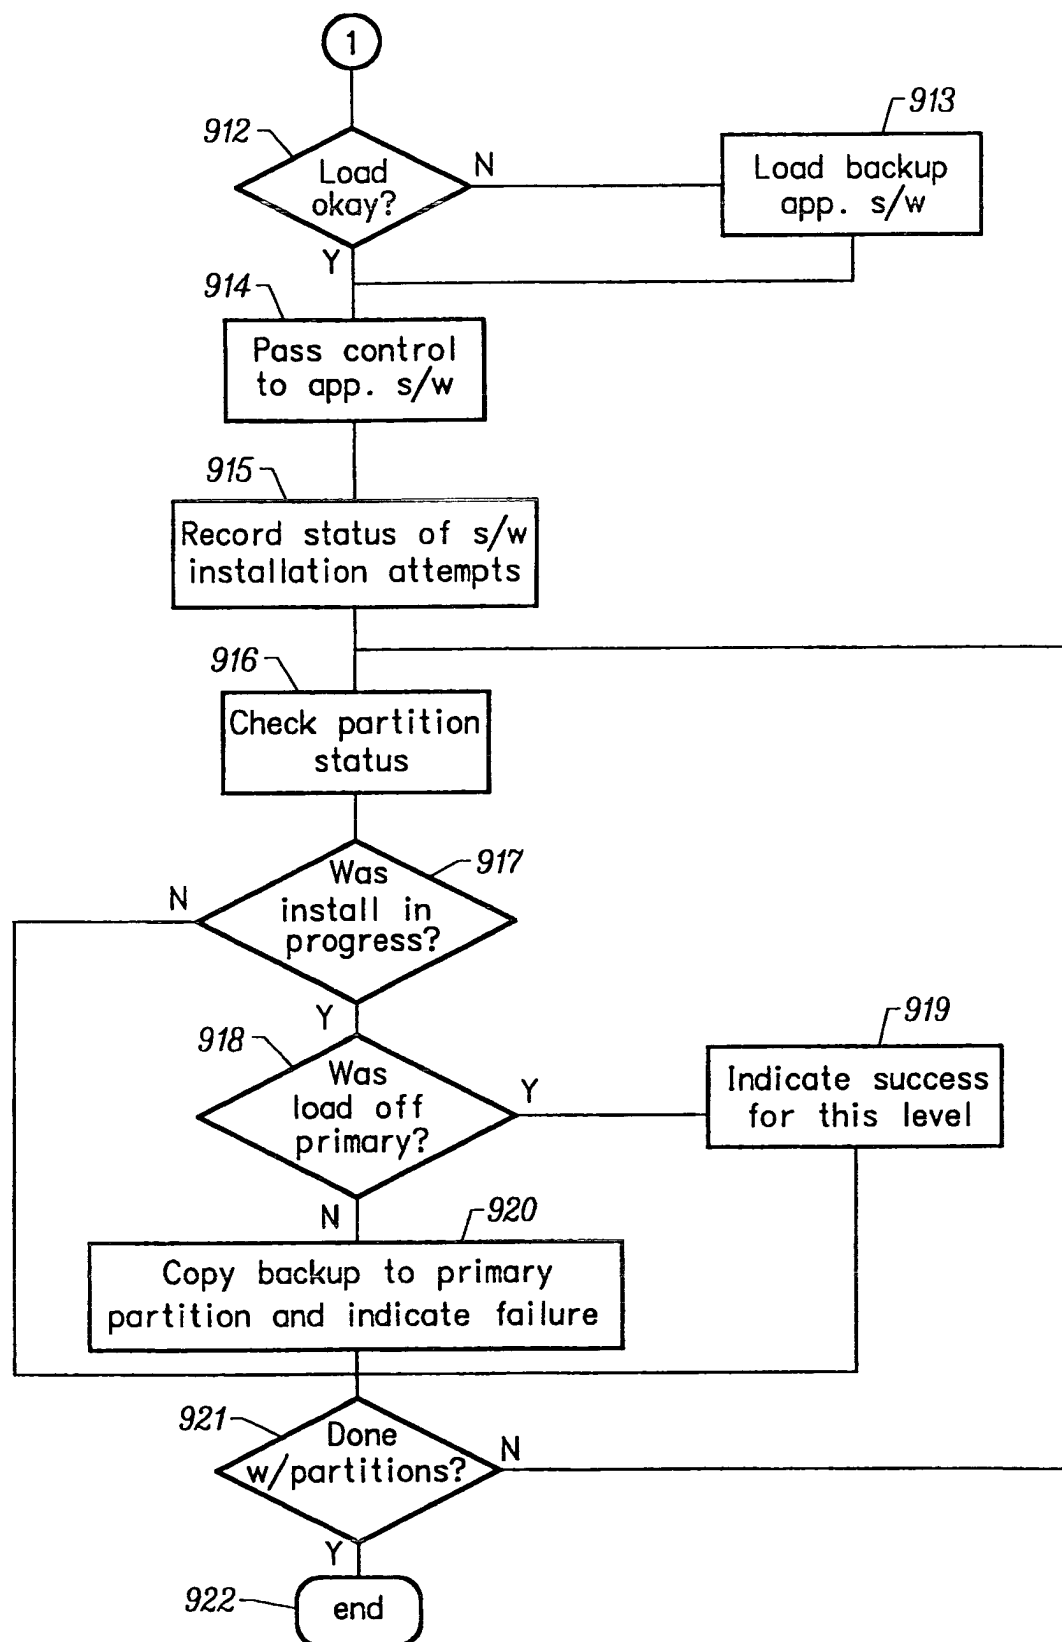 1
912
Load
okay?
N
Y
913
Load backup
app. s/w
914
Pass control
to app. s/w
915
Record status of s/w
installation attempts
916
Check partition
status
917
Was
install in
progress?
N
Y
918
Was
load off
primary?
Y
N
919
Indicate success
for this level
920
Copy backup to primary
partition and indicate failure
921
Done
w/partitions?
N
Y
922
end